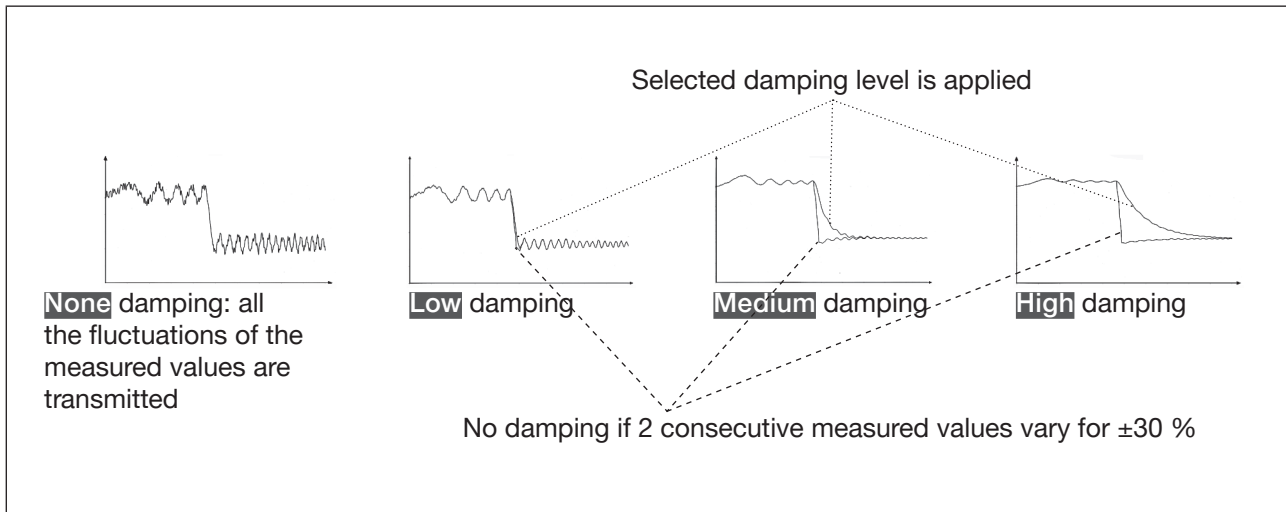 Selected damping level is applied
None damping: all
the fluctuations of the
measured values are
transmitted
Low damping
Medium damping
High damping
No damping if 2 consecutive measured values vary for ±30 %